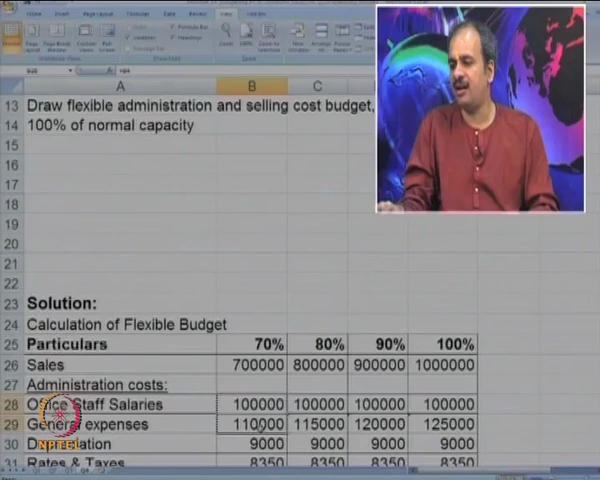 13 Draw flexible administration and selling cost budget,
14 100% of normal capacity
15
16
17
18
19
20
21
22
23 Solution:
24 Calculation of Flexible Budget
25 Particulars 70% 80% 90% 100%
26 Sales 700000 800000 900000 1000000
27 Administration costs:
28 Office Staff Salaries 100000 100000 100000 100000
29 General expenses 110000 115000 120000 125000
30 Depreciation 9000 9000 9000 9000
31 Rates & Taxes 8350 8350 8350 8350
A B C
NPTEL